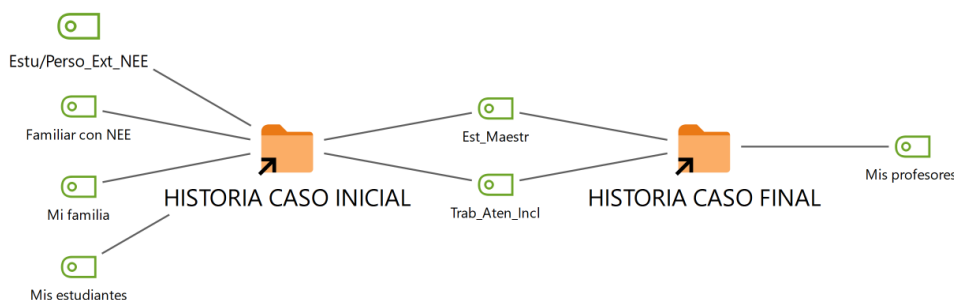 Estu/Perso_Ext_NEE
Familiar con NEE
Mi familia
Mis estudiantes
HISTORIA CASO INICIAL
Est_Maestr
Trab_Aten_Incl
HISTORIA CASO FINAL
Mis profesores